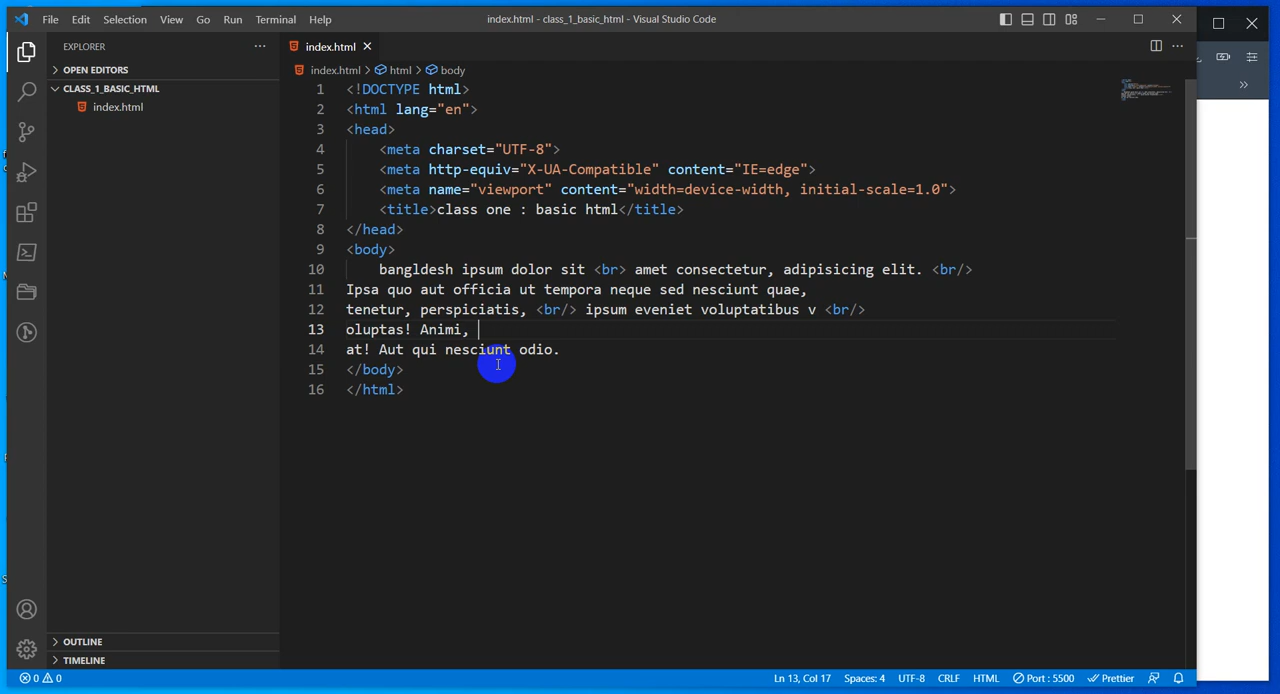 File Edit Selection View Go Run Terminal Help
index.html - class_1_basic_html - Visual Studio Code
EXPLORER
OPEN EDITORS
CLASS_1_BASIC_HTML
index.html
index.html
index.html > html > body
1 <!DOCTYPE html>
2 <html lang="en">
3 <head>
4 <meta charset="UTF-8">
5 <meta http-equiv="X-UA-Compatible" content="IE=edge">
6 <meta name="viewport" content="width=device-width, initial-scale=1.0">
7 <title>class one : basic html</title>
8 </head>
9 <body>
10 bangldesh ipsum dolor sit <br> amet consectetur, adipisicing elit. <br/>
11 Ipsa quo aut officia ut tempora neque sed nesciunt quae,
12 tenetur, perspiciatis, <br/> ipsum eveniet voluptatibus v <br/>
13 oluptas! Animi,
14 at! Aut qui nesciunt odio.
15 </body>
16 </html>
OUTLINE
TIMELINE
0 0
Ln 13, Col 17 Spaces: 4 UTF-8 CRLF HTML Port : 5500 Prettier